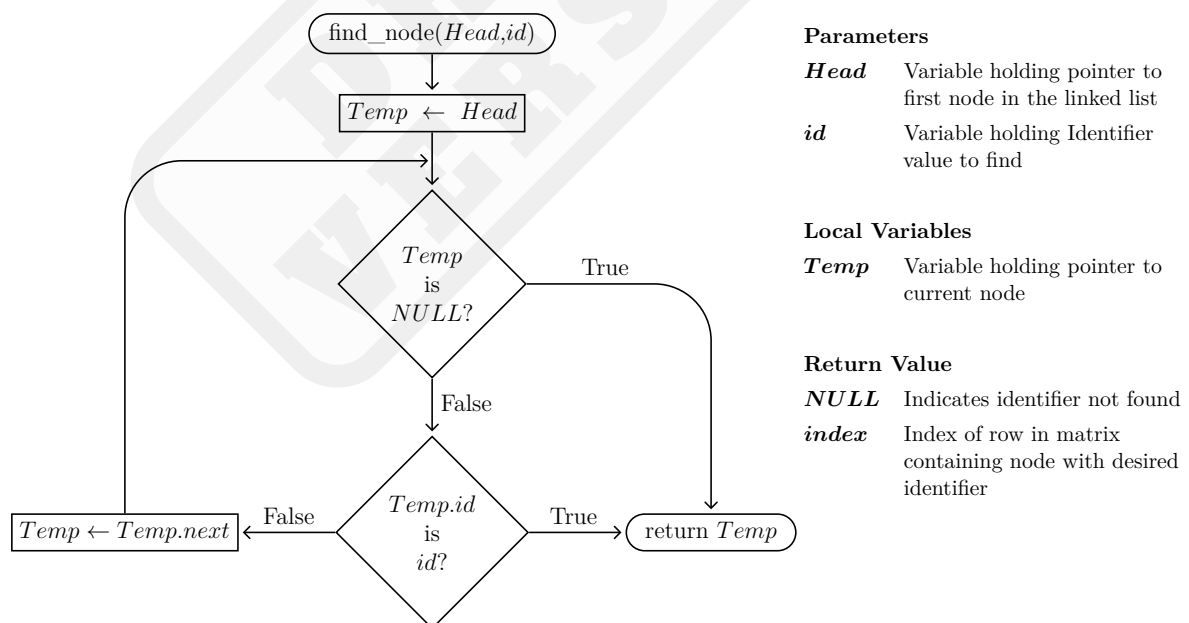 find_node(Head,id)
Temp ← Head
Temp
is
NULL?
True
False
Temp.id
is
id?
False
True
Temp ← Temp.next
return Temp
Parameters
Head Variable holding pointer to
first node in the linked list
id Variable holding Identifier
value to find
Local Variables
Temp Variable holding pointer to
current node
Return Value
NULL Indicates identifier not found
index Index of row in matrix
containing node with desired
identifier